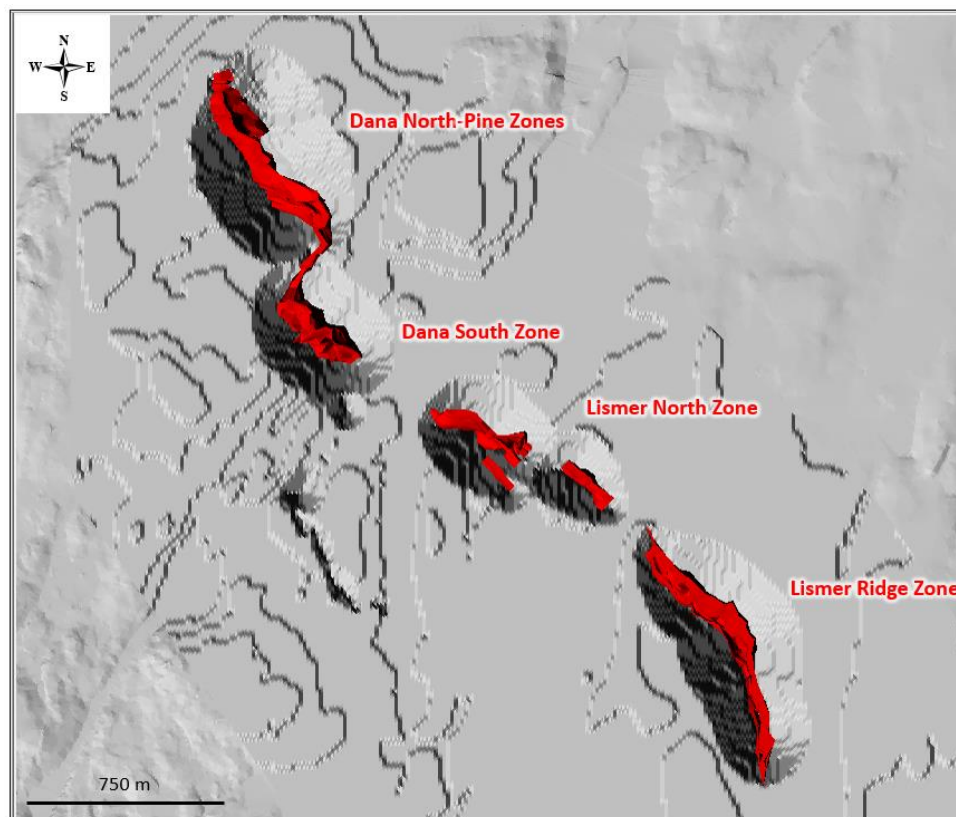 N
W E
S
Dana North-Pine Zones
Dana South Zone
Lismer North Zone
Lismer Ridge Zone
750 m